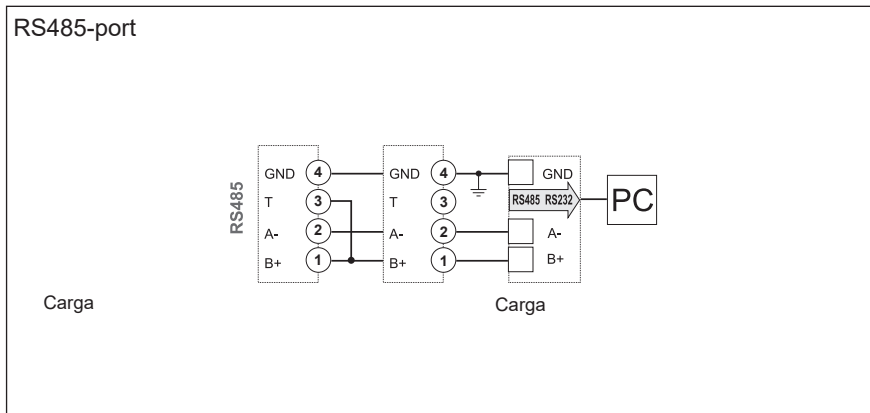 RS485-port
RS485
GND 4
T 3
A- 2
B+ 1
GND 4
T 3
A- 2
B+ 1
GND
RS485 RS232
A-
B+
PC
Carga
Carga